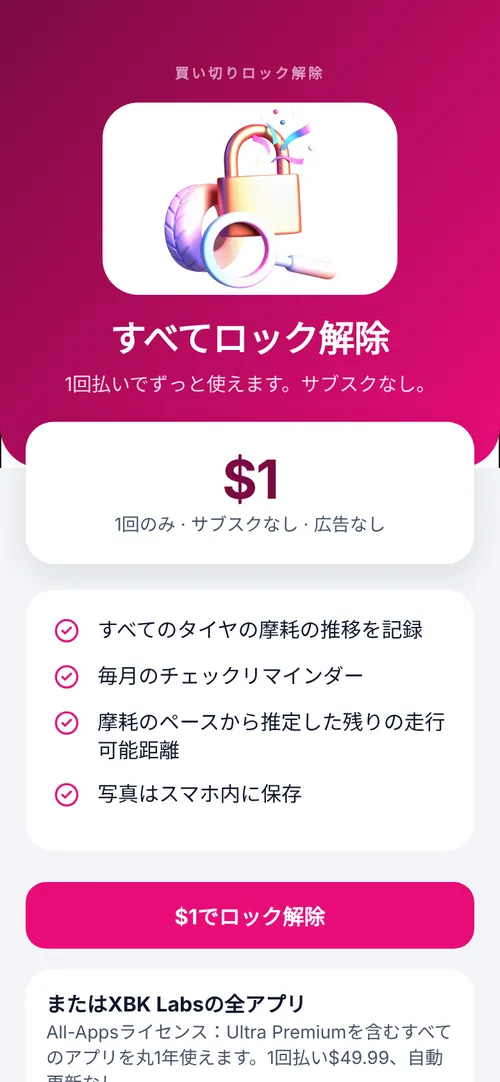 買い切りロック解除
すべてロック解除
1回払いでずっと使えます。サブスクなし。
$1
1回のみ · サブスクなし · 広告なし
すべてのタイヤの摩耗の推移を記録
毎月のチェックリマインダー
摩耗のペースから推定した残りの走行
可能距離
写真はスマホ内に保存
$1でロック解除
またはXBK Labsの全アプリ
All-Appsライセンス：Ultra Premiumを含むすべて
のアプリを丸1年使えます。1回払い$49.99、自動
更新なし